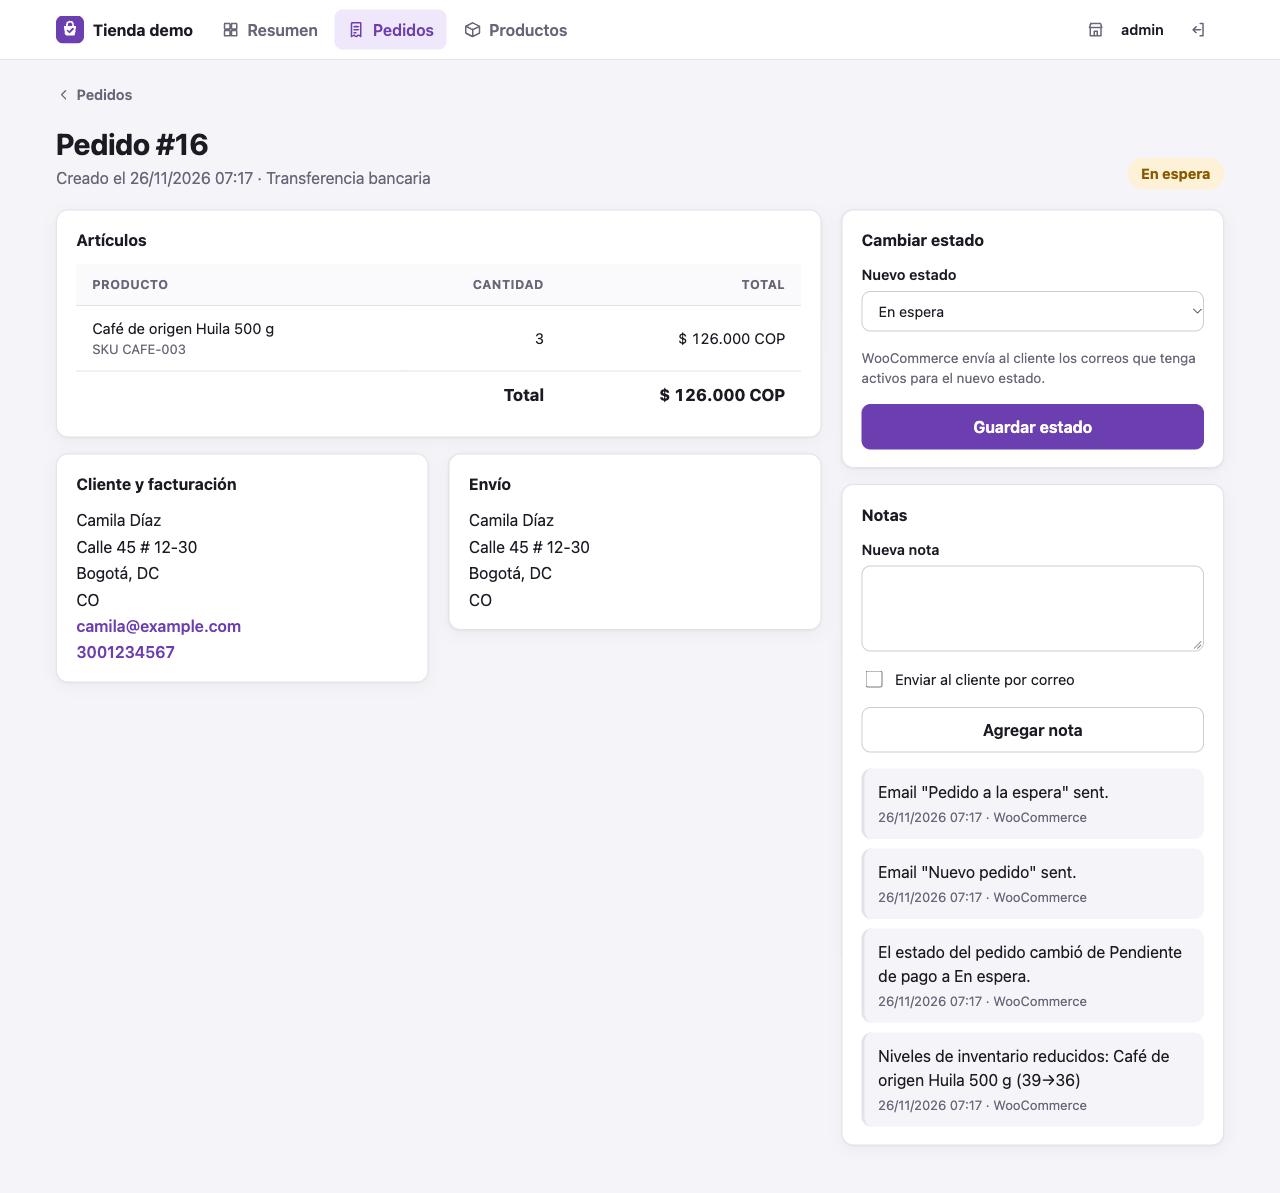 Tienda demo
Resumen
Pedidos
Productos
admin
Pedidos
Pedido #16
Creado el 26/11/2026 07:17 · Transferencia bancaria
En espera
Artículos
PRODUCTO CANTIDAD TOTAL
Café de origen Huila 500 g
SKU CAFE-003
3
$ 126.000 COP
Total $ 126.000 COP
Cliente y facturación
Camila Díaz
Calle 45 # 12-30
Bogotá, DC
CO
camila@example.com
3001234567
Envío
Camila Díaz
Calle 45 # 12-30
Bogotá, DC
CO
Cambiar estado
Nuevo estado
En espera
WooCommerce envía al cliente los correos que tenga
activos para el nuevo estado.
Guardar estado
Notas
Nueva nota
Enviar al cliente por correo
Agregar nota
Email "Pedido a la espera" sent.
26/11/2026 07:17 · WooCommerce
Email "Nuevo pedido" sent.
26/11/2026 07:17 · WooCommerce
El estado del pedido cambió de Pendiente
de pago a En espera.
26/11/2026 07:17 · WooCommerce
Niveles de inventario reducidos: Café de
origen Huila 500 g (39→36)
26/11/2026 07:17 · WooCommerce